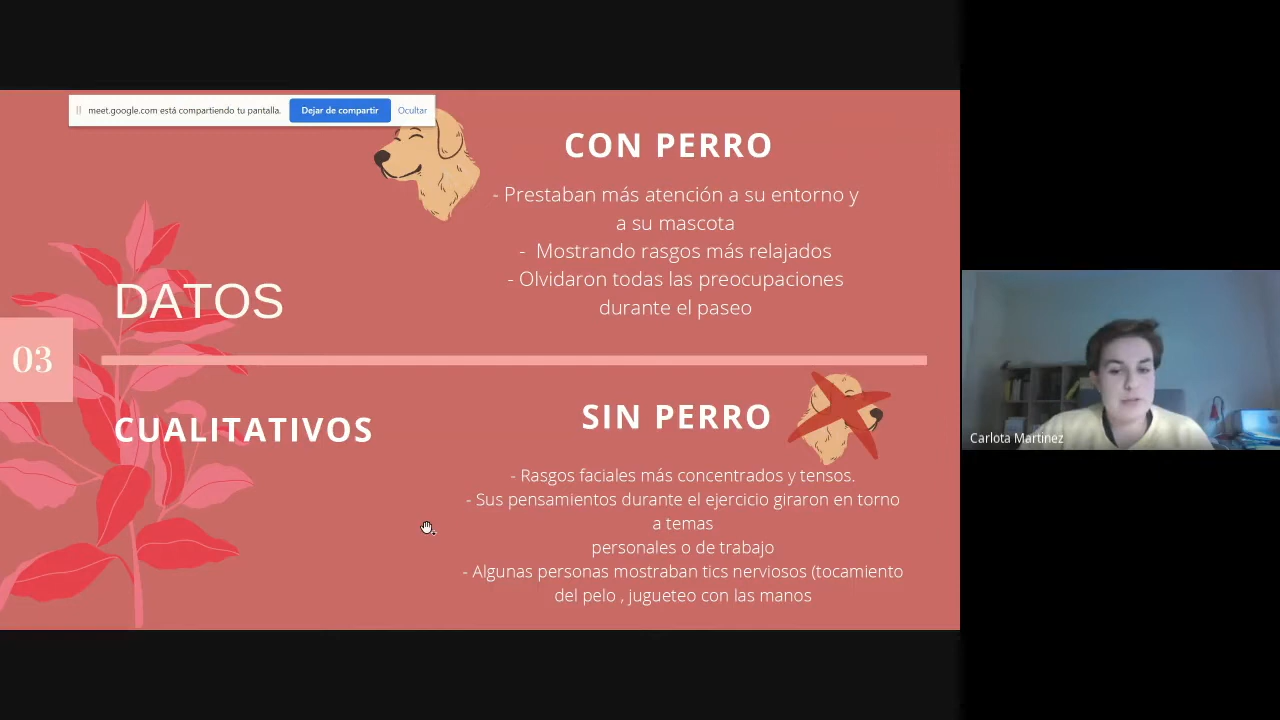 meet.google.com está compartiendo tu pantalla.
Dejar de compartir
Ocultar
CON PERRO
- Prestaban más atención a su entorno y
a su mascota
- Mostrando rasgos más relajados
- Olvidaron todas las preocupaciones
durante el paseo
DATOS
03
CUALITATIVOS
SIN PERRO
- Rasgos faciales más concentrados y tensos.
- Sus pensamientos durante el ejercicio giraron en torno
a temas
personales o de trabajo
- Algunas personas mostraban tics nerviosos (tocamiento
del pelo , jugueteo con las manos
Carlota Martinez